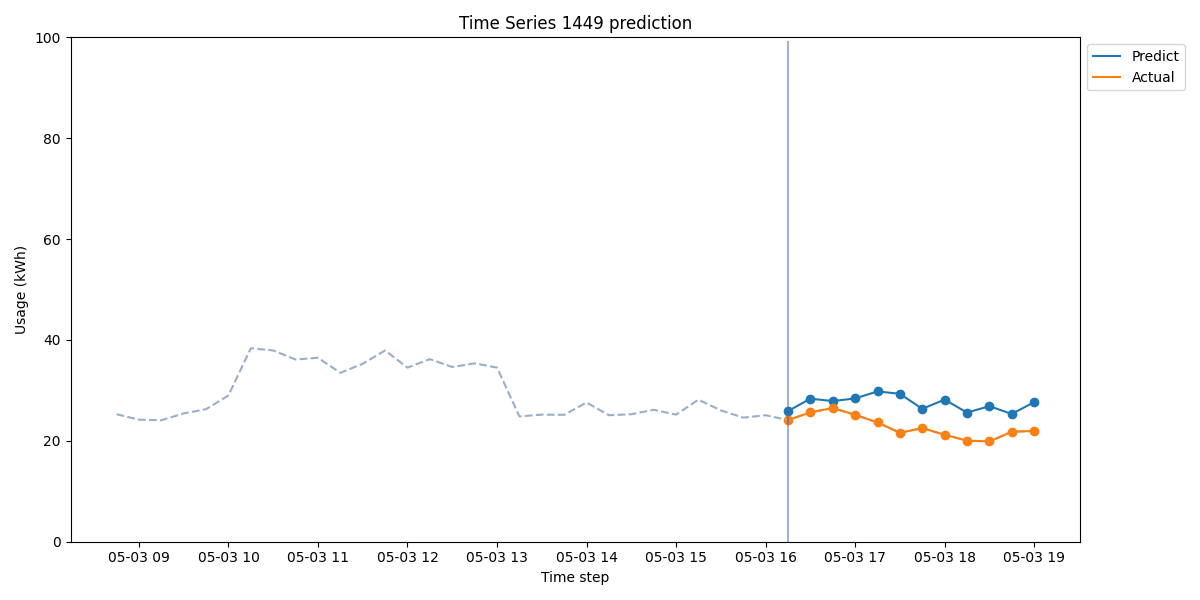 Time Series 1449 prediction
100
80
60
40
20
0
Usage (kWh)
05-03 09 05-03 10 05-03 11 05-03 12 05-03 13 05-03 14 05-03 15 05-03 16 05-03 17 05-03 18 05-03 19
Time step
Predict
Actual